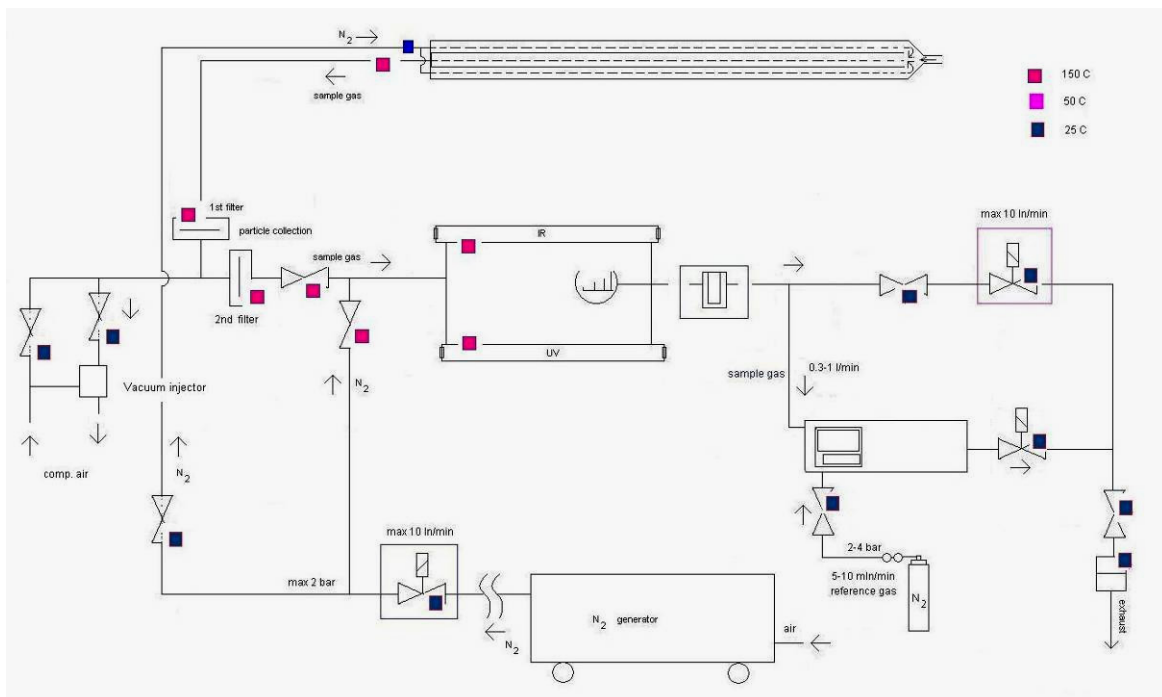 N2
sample gas
150 C
50 C
25 C
1st filter
particle collection
sample gas
2nd filter
IR
UV
max 10 ln/min
Vacuum injector
N2
sample gas
0.3-1 l/min
comp. air
N2
max 10 ln/min
max 2 bar
2-4 bar
5-10 mln/min
reference gas
N2
N2 generator
N2
air
exhaust